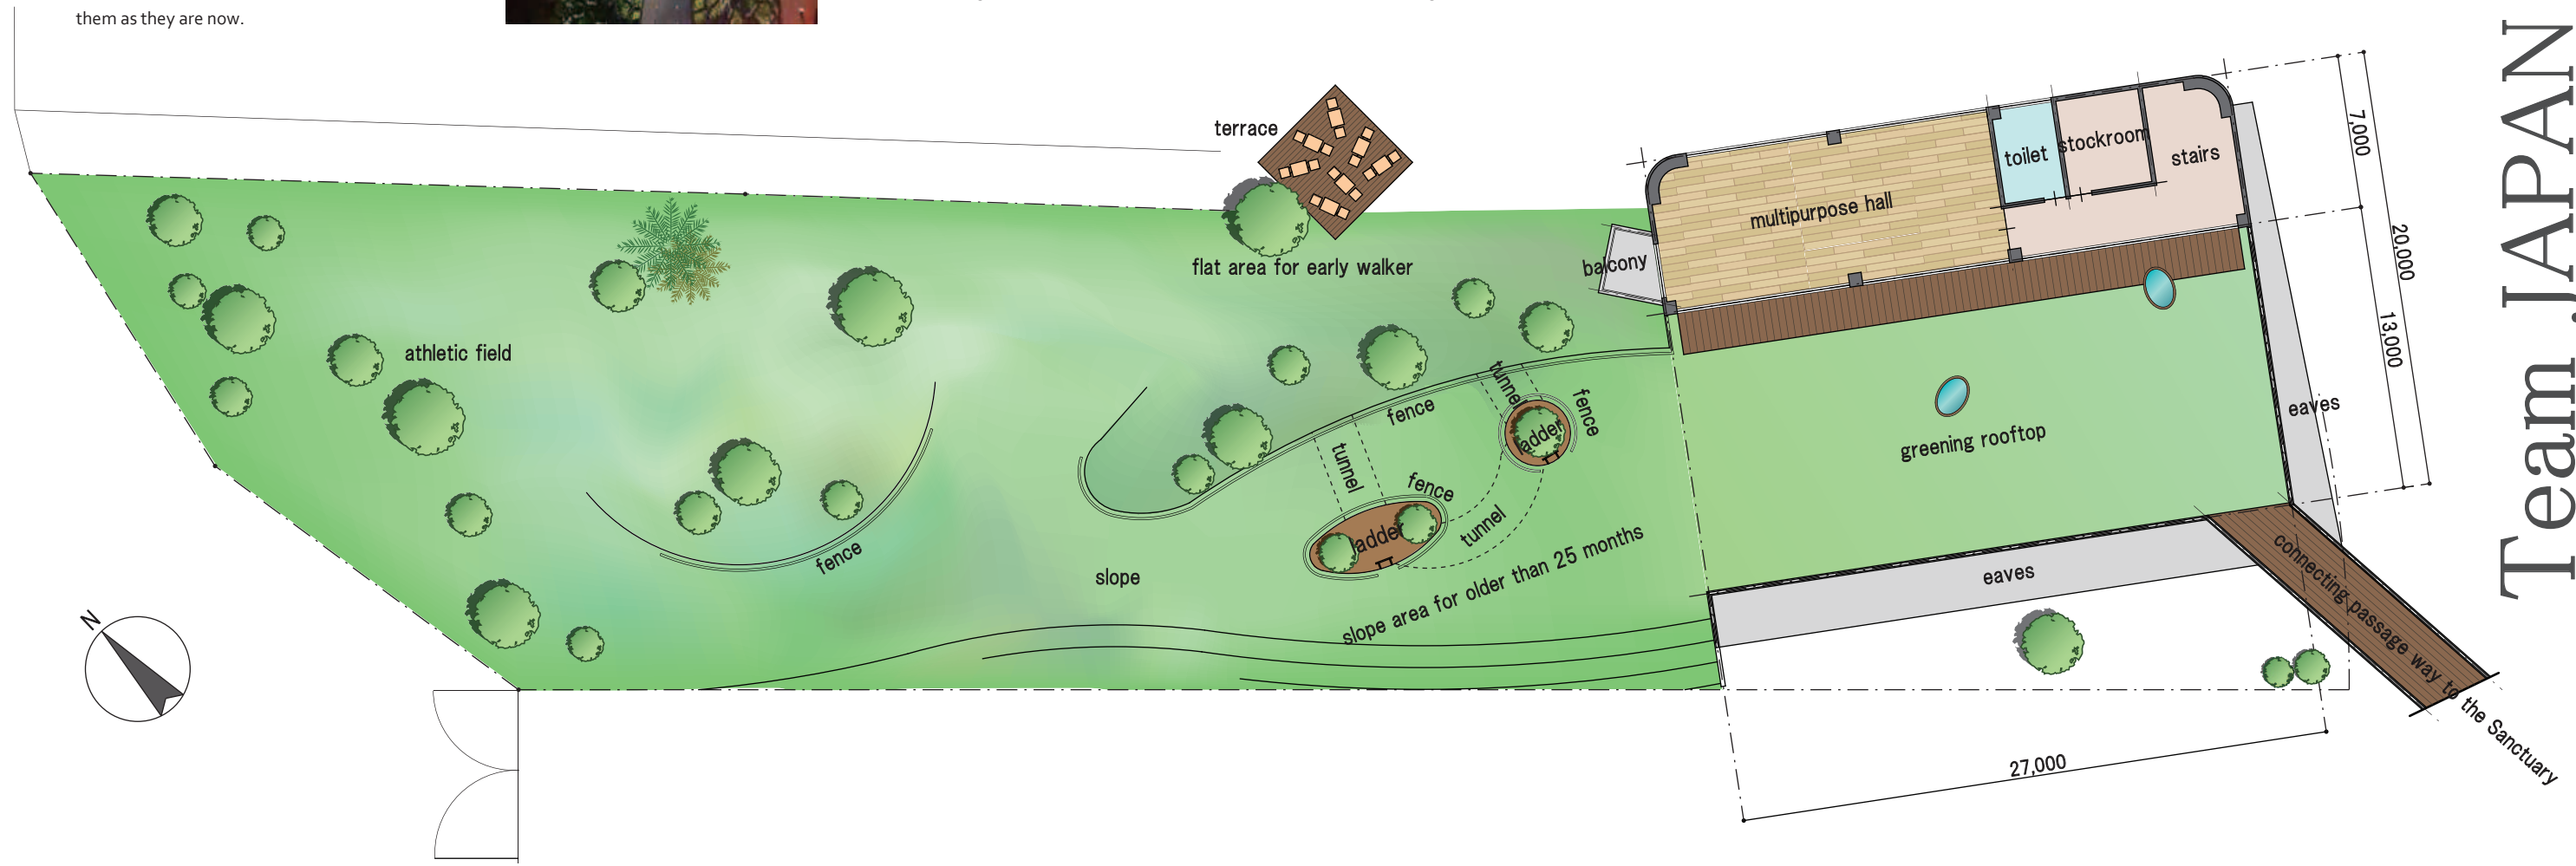 them as they are now.
terrace
flat area for early walker
athletic field
balcony
multipurpose hall
toilet
stockroom
stairs
7,000
20,000
13,000
Team JAPAN
tunnel
fence
fence
ladder
tunnel
fence
ladder
tunnel
fence
slope
slope area for older than 25 months
greening rooftop
eaves
eaves
connecting passage way to the Sanctuary
27,000
N